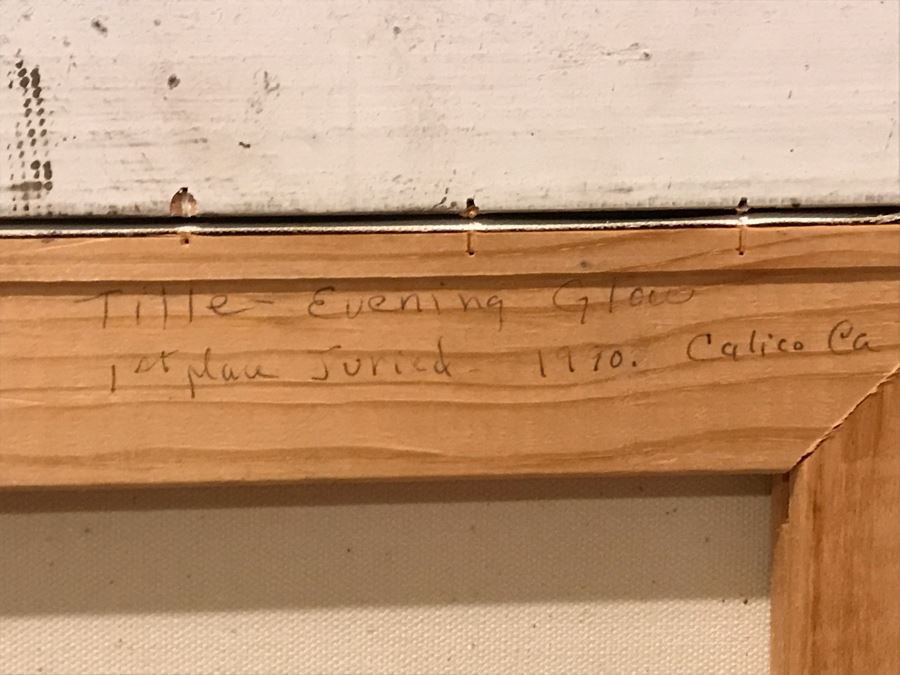 Title - Evening Glow
1st place Juried - 1970. Calico Ca